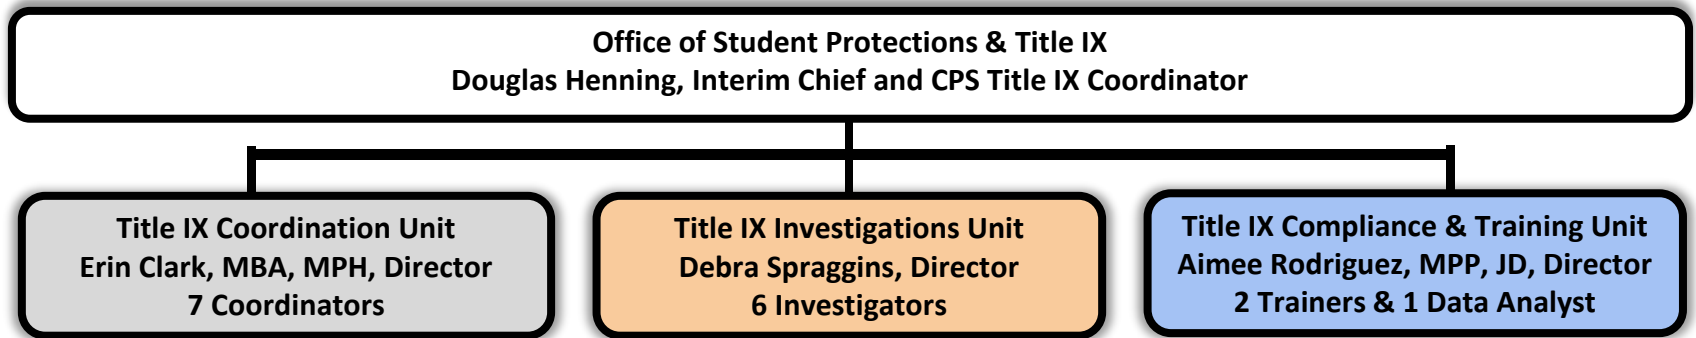 Office of Student Protections & Title IX
Douglas Henning, Interim Chief and CPS Title IX Coordinator
Title IX Coordination Unit
Erin Clark, MBA, MPH, Director
7 Coordinators
Title IX Investigations Unit
Debra Spraggins, Director
6 Investigators
Title IX Compliance & Training Unit
Aimee Rodriguez, MPP, JD, Director
2 Trainers & 1 Data Analyst